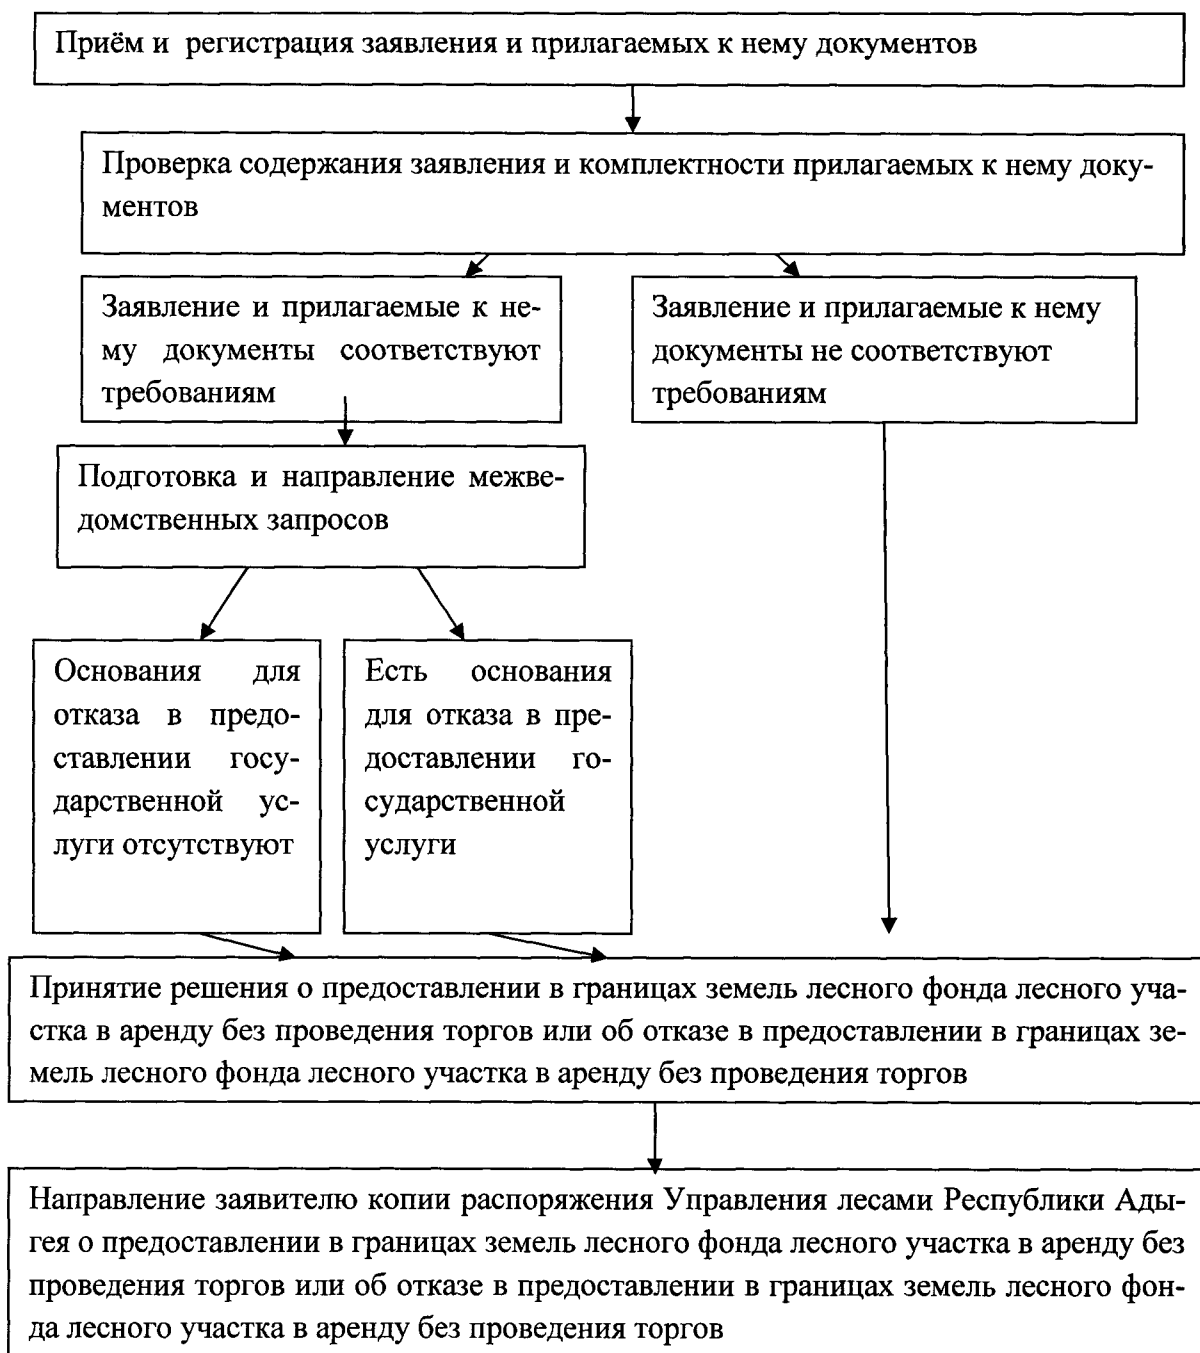 Приём и регистрация заявления и прилагаемых к нему документов
Проверка содержания заявления и комплектности прилагаемых к нему доку-
ментов
Заявление и прилагаемые к не-
му документы соответствуют
требованиям
Заявление и прилагаемые к нему
документы не соответствуют
требованиям
Подготовка и направление межве-
домственных запросов
Основания для
отказа в предо-
ставлении госу-
дарственной ус-
луги отсутствуют
Есть основания
для отказа в пре-
доставлении го-
сударственной
услуги
Принятие решения о предоставлении в границах земель лесного фонда лесного уча-
стка в аренду без проведения торгов или об отказе в предоставлении в границах зе-
мель лесного фонда лесного участка в аренду без проведения торгов
Направление заявителю копии распоряжения Управления лесами Республики Ады-
гея о предоставлении в границах земель лесного фонда лесного участка в аренду без
проведения торгов или об отказе в предоставлении в границах земель лесного фон-
да лесного участка в аренду без проведения торгов